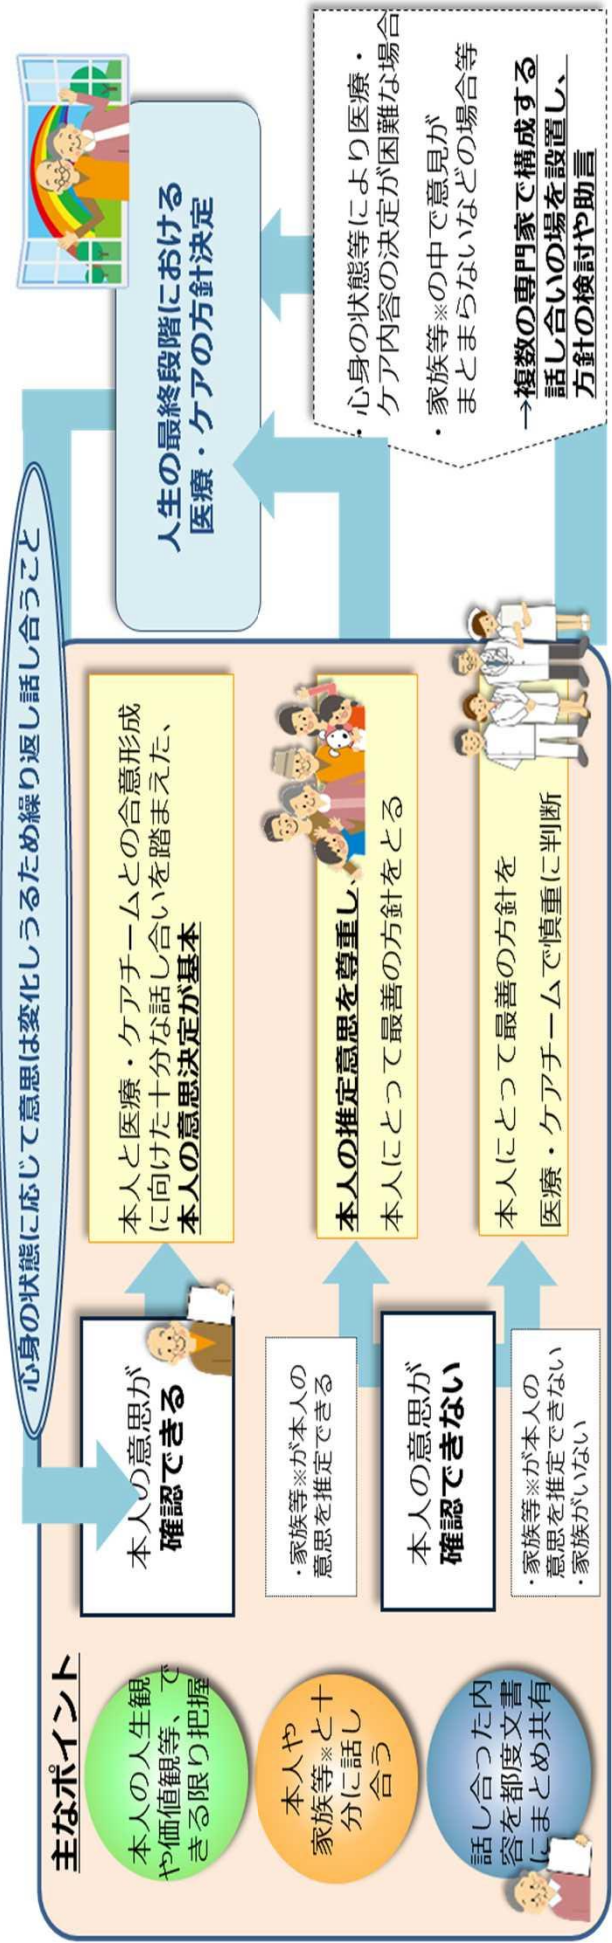 心身の状態に応じて意思は変化しうるため繰り返し話し合うこと
主なポイント
本人の人生観
や価値観等、で
きる限り把握
本人や
家族等※と十
分に話し
合う
話し合った内
容を都度文書
にまとめ共有
本人の意思が
確認できる
・家族等※が本人の
意思を推定できる
本人の意思が
確認できない
・家族等※が本人の
意思を推定できない
・家族がいない
本人と医療・ケアチームとの合意形成
に向けた十分な話し合いを踏まえた、
本人の意思決定が基本
本人の推定意思を尊重し、
本人にとって最善の方針をとる
本人にとって最善の方針を
医療・ケアチームで慎重に判断
人生の最終段階における
医療・ケアの方針決定
・心身の状態等により医療・
ケア内容の決定が困難な場合
・家族等※の中で意見が
まとまらないなどの場合等
→複数の専門家で構成する
話し合いの場を設置し、
方針の検討や助言